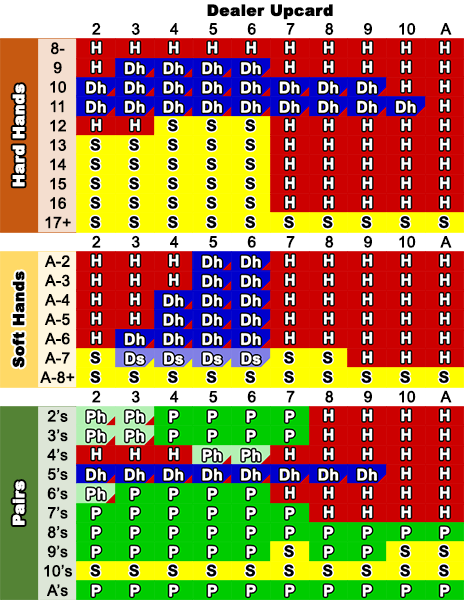 Dealer Upcard
2 3 4 5 6 7 8 9 10 A
Hard Hands
8- H H H H H H H H H H
9 H Dh Dh Dh Dh H H H H H
10 Dh Dh Dh Dh Dh Dh Dh Dh H H
11 Dh Dh Dh Dh Dh Dh Dh Dh Dh H
12 H H S S S H H H H H
13 S S S S S H H H H H
14 S S S S S H H H H H
15 S S S S S H H H H H
16 S S S S S H H H H H
17+ S S S S S S S S S S
2 3 4 5 6 7 8 9 10 A
Soft Hands
A-2 H H H Dh Dh H H H H H
A-3 H H H Dh Dh H H H H H
A-4 H H Dh Dh Dh H H H H H
A-5 H H Dh Dh Dh H H H H H
A-6 H Dh Dh Dh Dh H H H H H
A-7 S Ds Ds Ds Ds S S H H H
A-8+ S S S S S S S S S S
2 3 4 5 6 7 8 9 10 A
Pairs
2's Ph Ph P P P P H H H H
3's Ph Ph P P P P H H H H
4's H H H Ph Ph H H H H H
5's Dh Dh Dh Dh Dh Dh Dh Dh H H
6's Ph P P P P H H H H H
7's P P P P P P H H H H
8's P P P P P P P P P P
9's P P P P P S P P S S
10's S S S S S S S S S S
A's P P P P P P P P P P